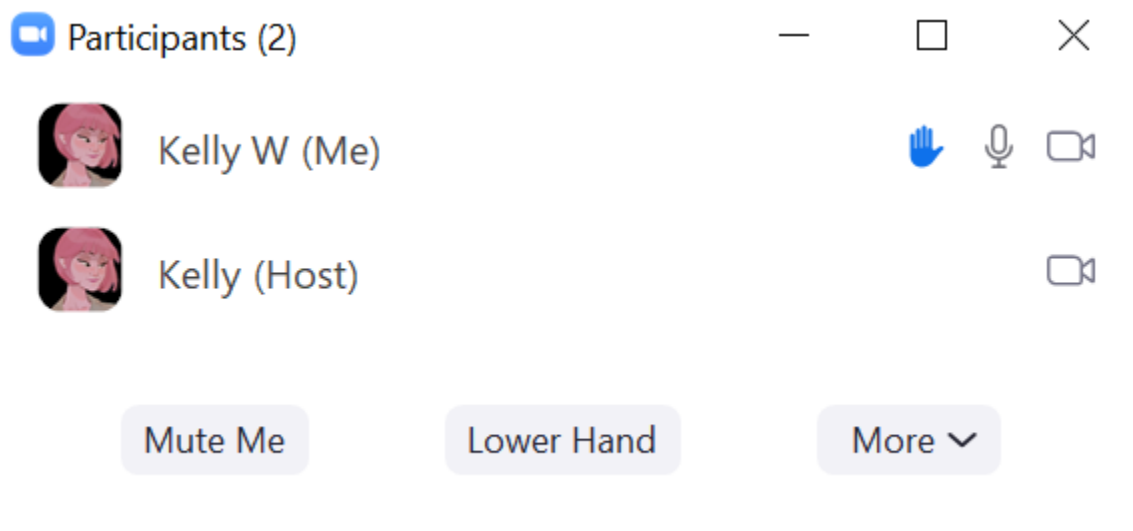 Participants (2)
Kelly W (Me)
Kelly (Host)
Mute Me
Lower Hand
More